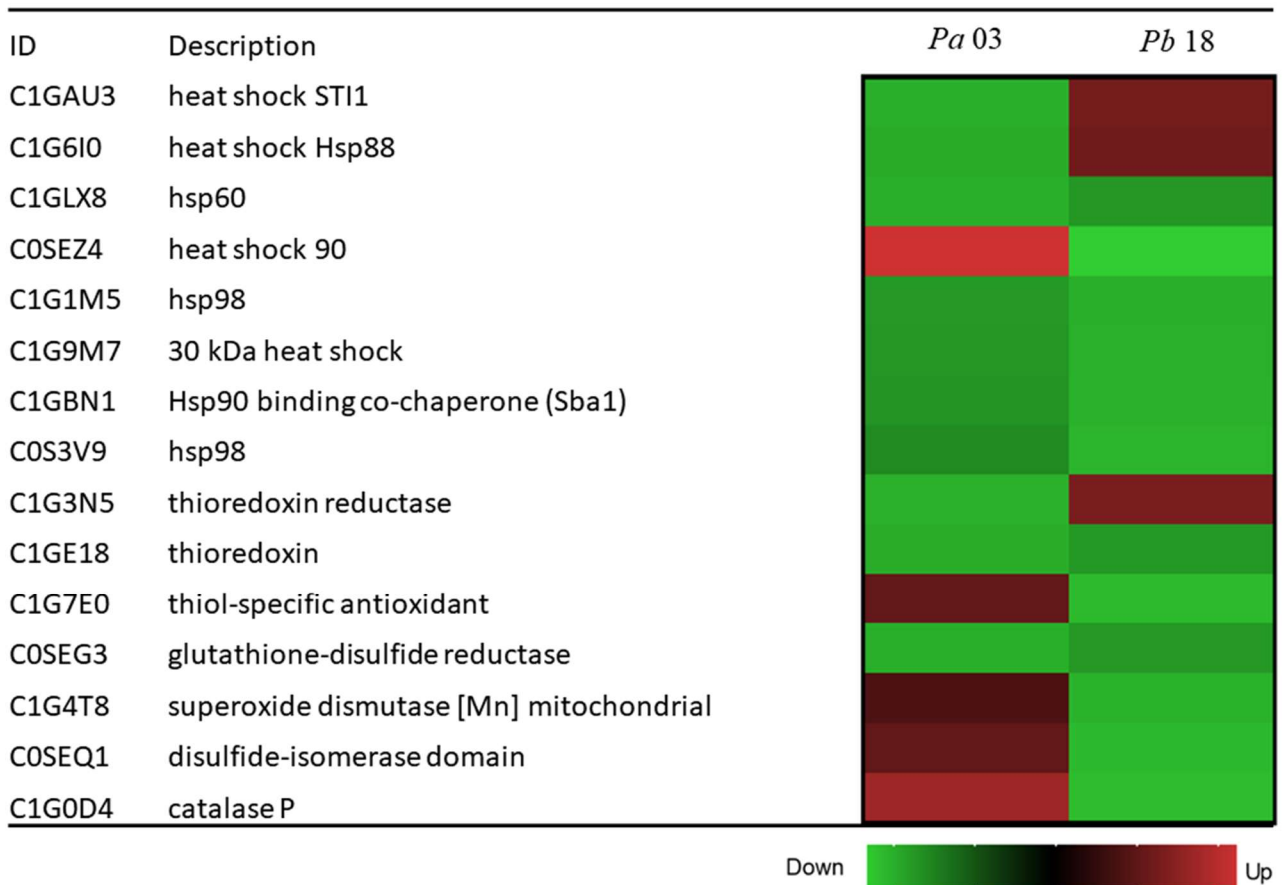 ID Description Pa 03 Pb 18
C1GAU3 heat shock STI1
C1G6I0 heat shock Hsp88
C1GLX8 hsp60
C0SEZ4 heat shock 90
C1G1M5 hsp98
C1G9M7 30 kDa heat shock
C1GBN1 Hsp90 binding co-chaperone (Sba1)
C0S3V9 hsp98
C1G3N5 thioredoxin reductase
C1GE18 thioredoxin
C1G7E0 thiol-specific antioxidant
C0SEG3 glutathione-disulfide reductase
C1G4T8 superoxide dismutase [Mn] mitochondrial
C0SEQ1 disulfide-isomerase domain
C1G0D4 catalase P
Down Up